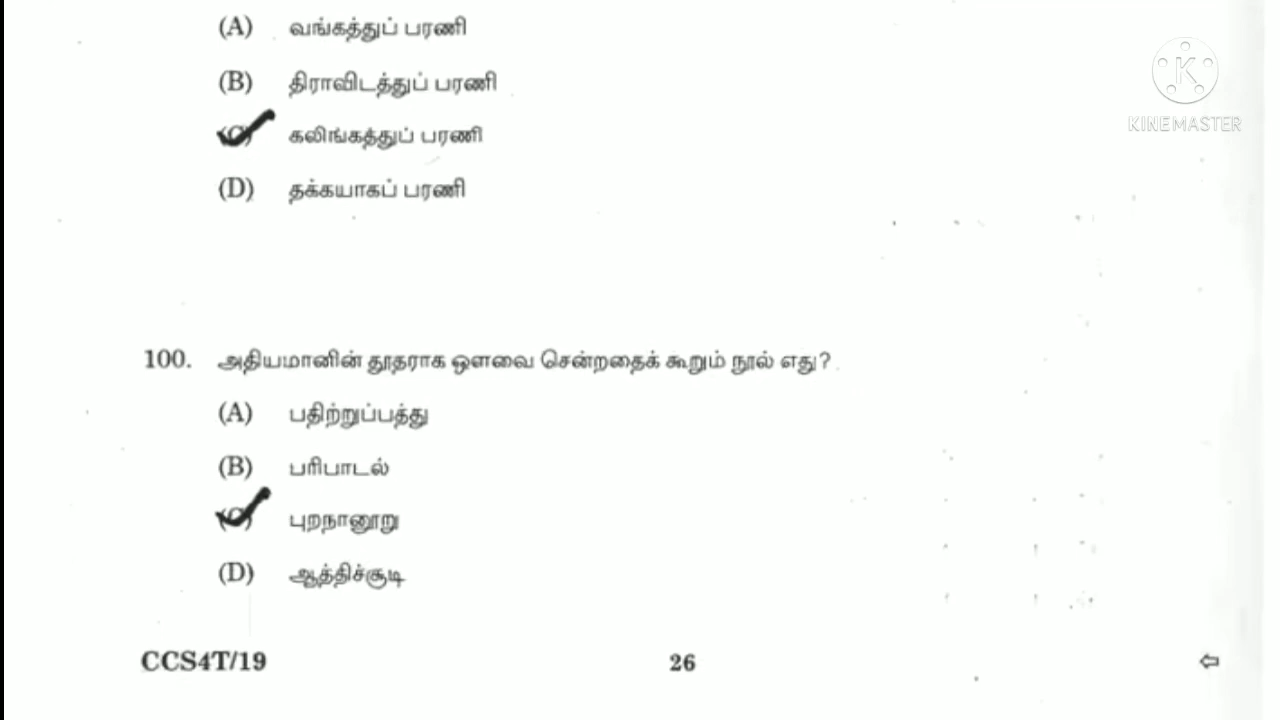 (A) வங்கத்துப் பரணி
(B) திராவிடத்துப் பரணி
(C) கலிங்கத்துப் பரணி
(D) தக்கயாகப் பரணி
KINEMASTER
100. அதியமானின் தூதராக ஔவை சென்றதைக் கூறும் நூல் எது?
(A) பதிற்றுப்பத்து
(B) பரிபாடல்
(C) புறநானூறு
(D) ஆத்திச்சூடி
CCS4T/19 26 ⇦